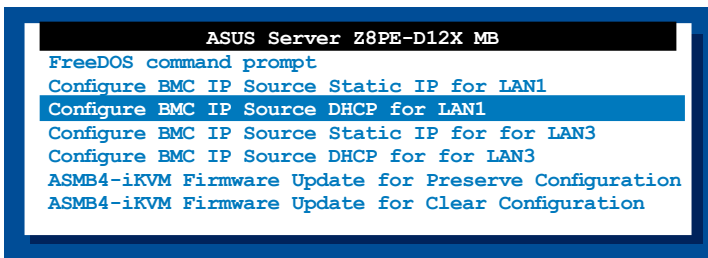 ASUS Server Z8PE-D12X MB
FreeDOS command prompt
Configure BMC IP Source Static IP for LAN1
Configure BMC IP Source DHCP for LAN1
Configure BMC IP Source Static IP for for LAN3
Configure BMC IP Source DHCP for for LAN3
ASMB4-iKVM Firmware Update for Preserve Configuration
ASMB4-iKVM Firmware Update for Clear Configuration